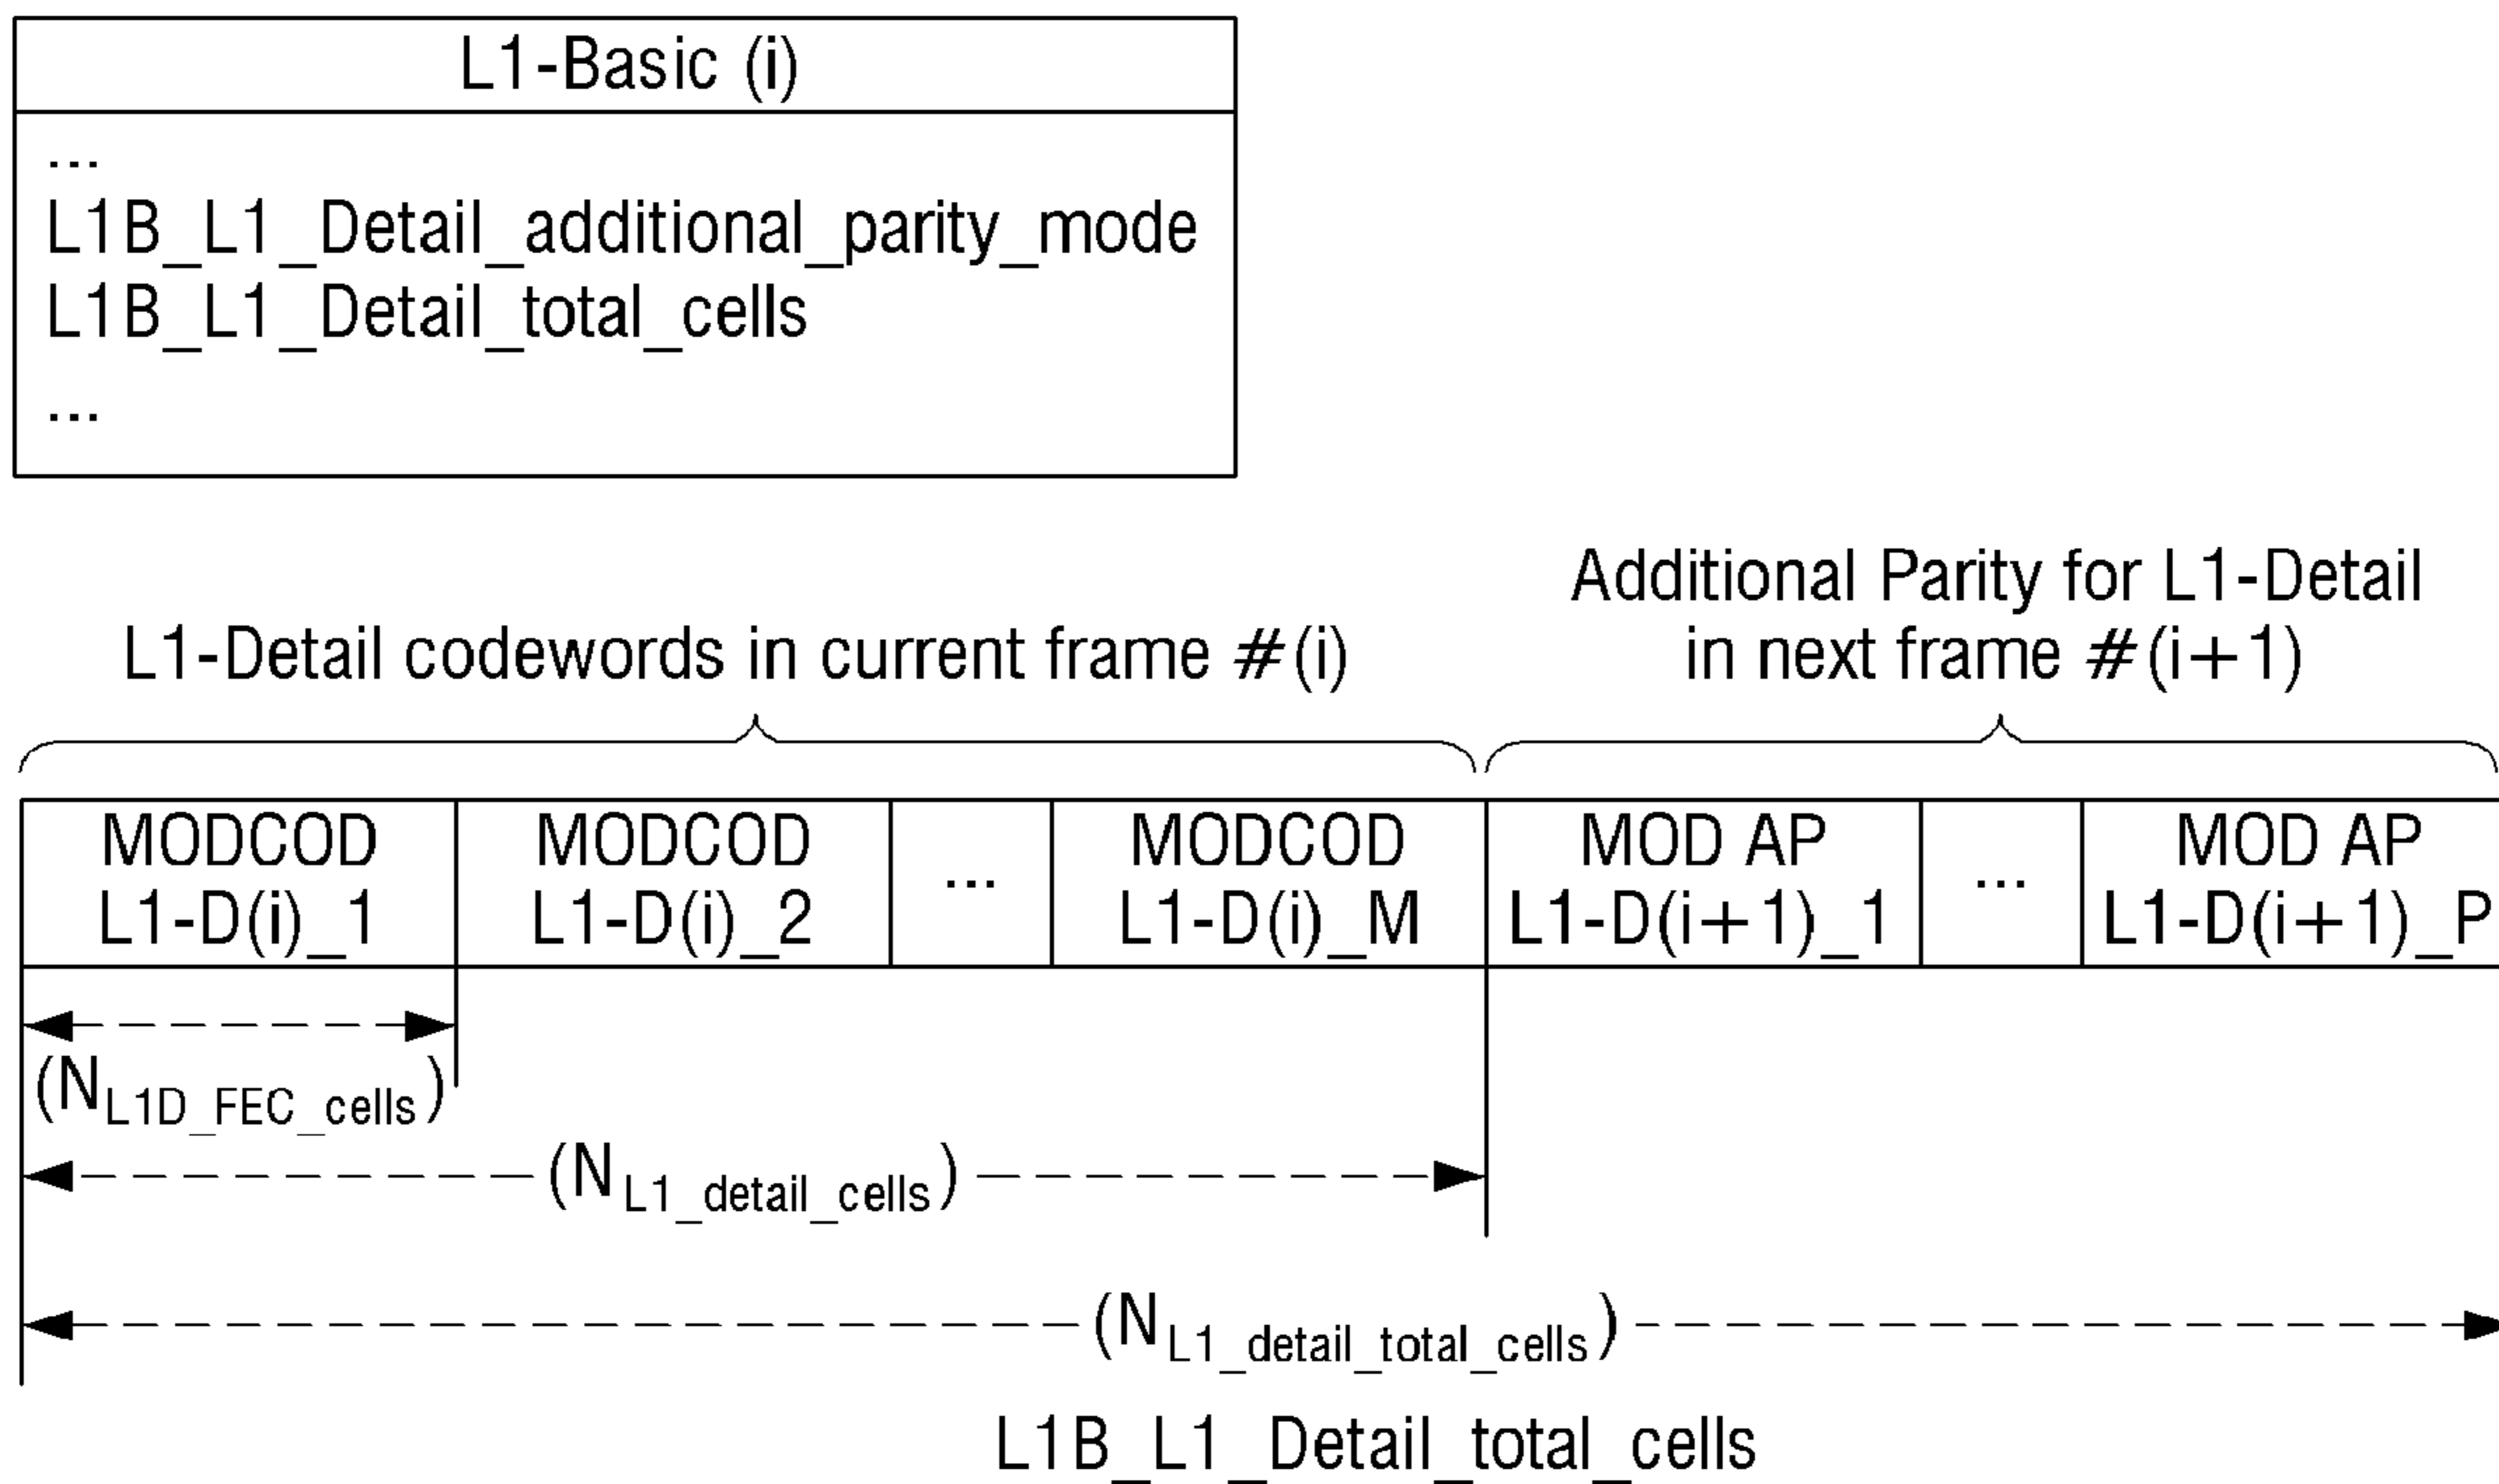 L1-Basic (i)
...
L1B_L1_Detail_additional_parity_mode
L1B_L1_Detail_total_cells
...
Additional Parity for L1-Detail
in next frame #(i+1)
L1-Detail codewords in current frame #(i)
MODCOD
L1-D(i)_1
MODCOD
L1-D(i)_2
...
MODCOD
L1-D(i)_M
MOD AP
L1-D(i+1)_1
...
MOD AP
L1-D(i+1)_P
(NL1D_FEC_cells)
(NL1_detail_cells)
(NL1_detail_total_cells)
L1B_L1_Detail_total_cells